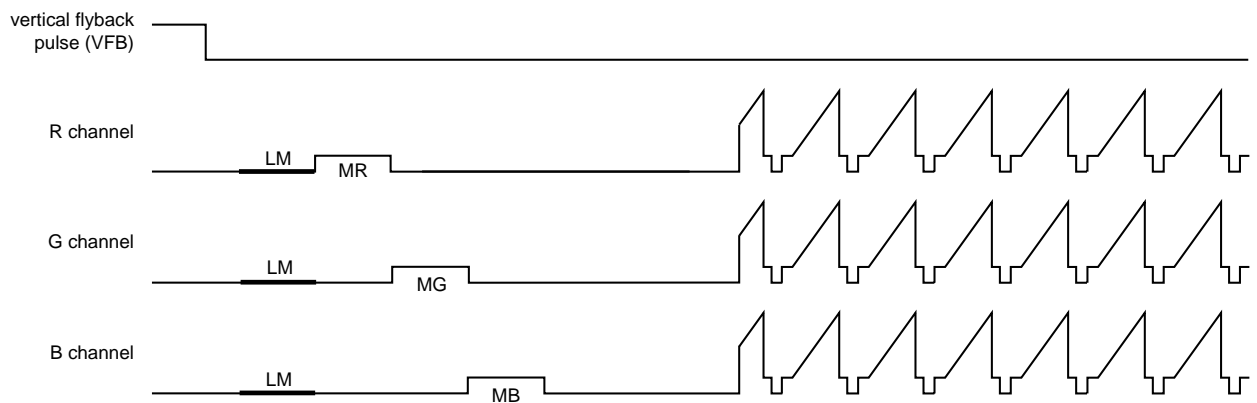 vertical flyback
pulse (VFB)
R channel
LM
MR
G channel
LM
MG
B channel
LM
MB